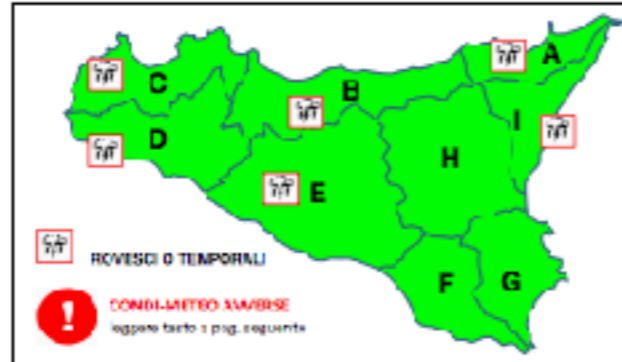 A
C
B
I
D
H
E
F
G
ROVESCI O TEMPORALI
CONDI-METEO AVVERSE
leggere testo a pag. seguente